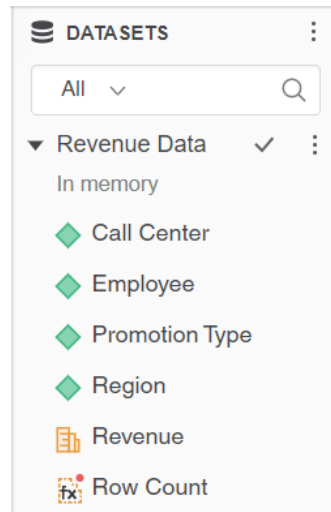 DATASETS
All
Revenue Data
In memory
Call Center
Employee
Promotion Type
Region
Revenue
fx Row Count